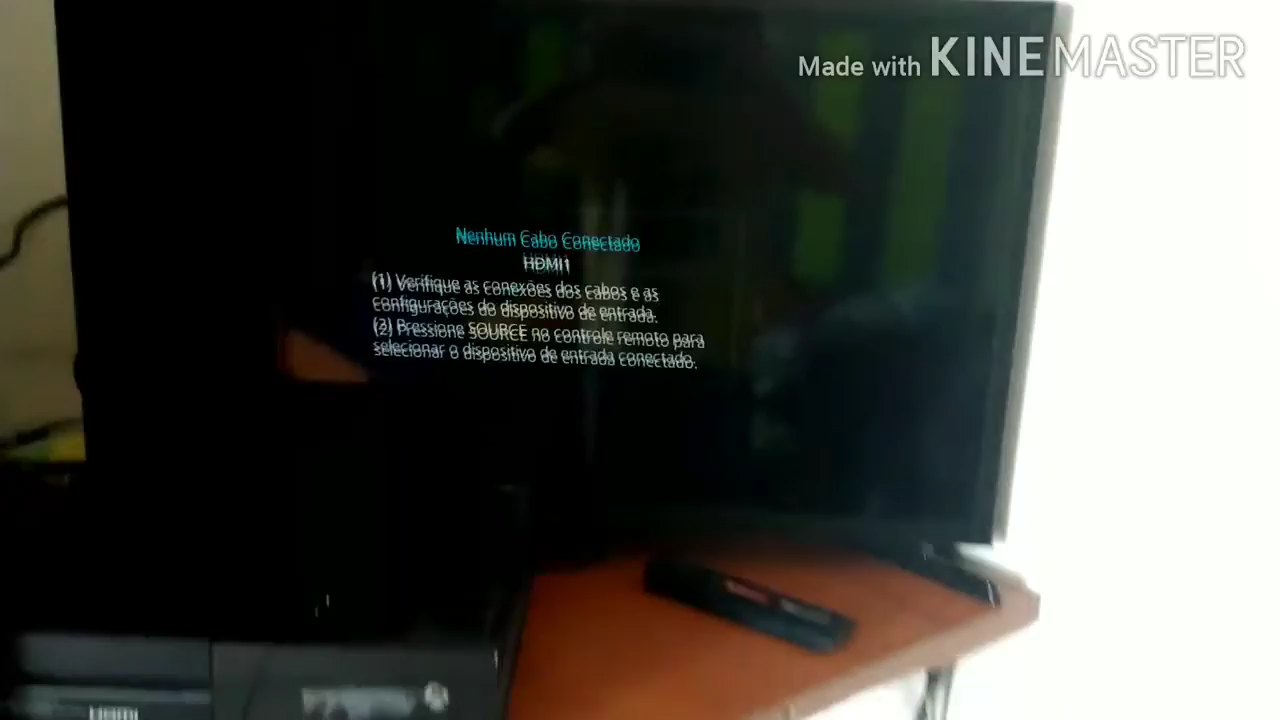 Made with KINEMASTER
Nenhum Cabo Conectado
HDMI1
(1) Verifique as conexões dos cabos e as
configurações do dispositivo de entrada.
(2) Pressione SOURCE no controle remoto para
selecionar o dispositivo de entrada conectado.